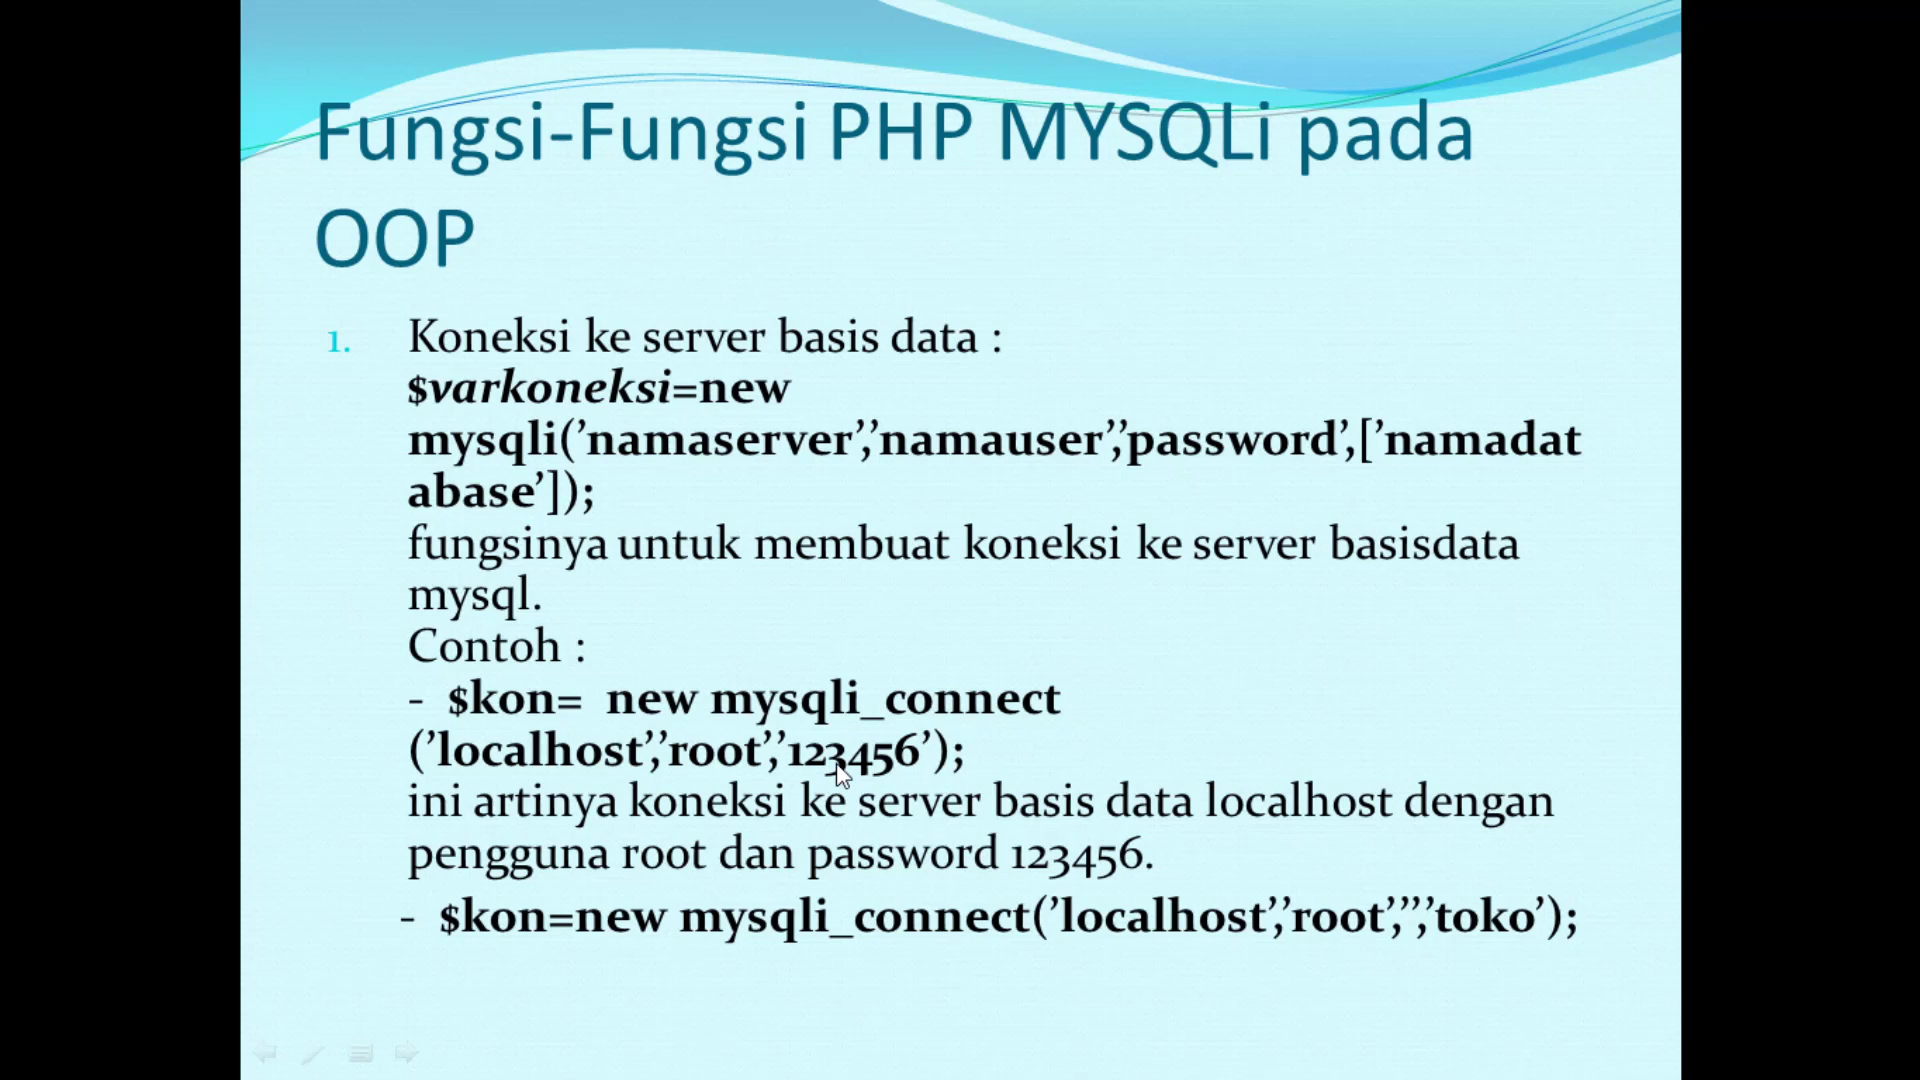 Fungsi-Fungsi PHP MYSQLi pada
OOP
1. Koneksi ke server basis data :
$varkoneksi=new
mysqli(’namaserver’,’namauser’,’password’,[’namadat
abase’]);
fungsinya untuk membuat koneksi ke server basisdata
mysql.
Contoh :
- $kon= new mysqli_connect
(’localhost’,’root’,’123456’);
ini artinya koneksi ke server basis data localhost dengan
pengguna root dan password 123456.
- $kon=new mysqli_connect(’localhost’,’root’,’’,’toko’);